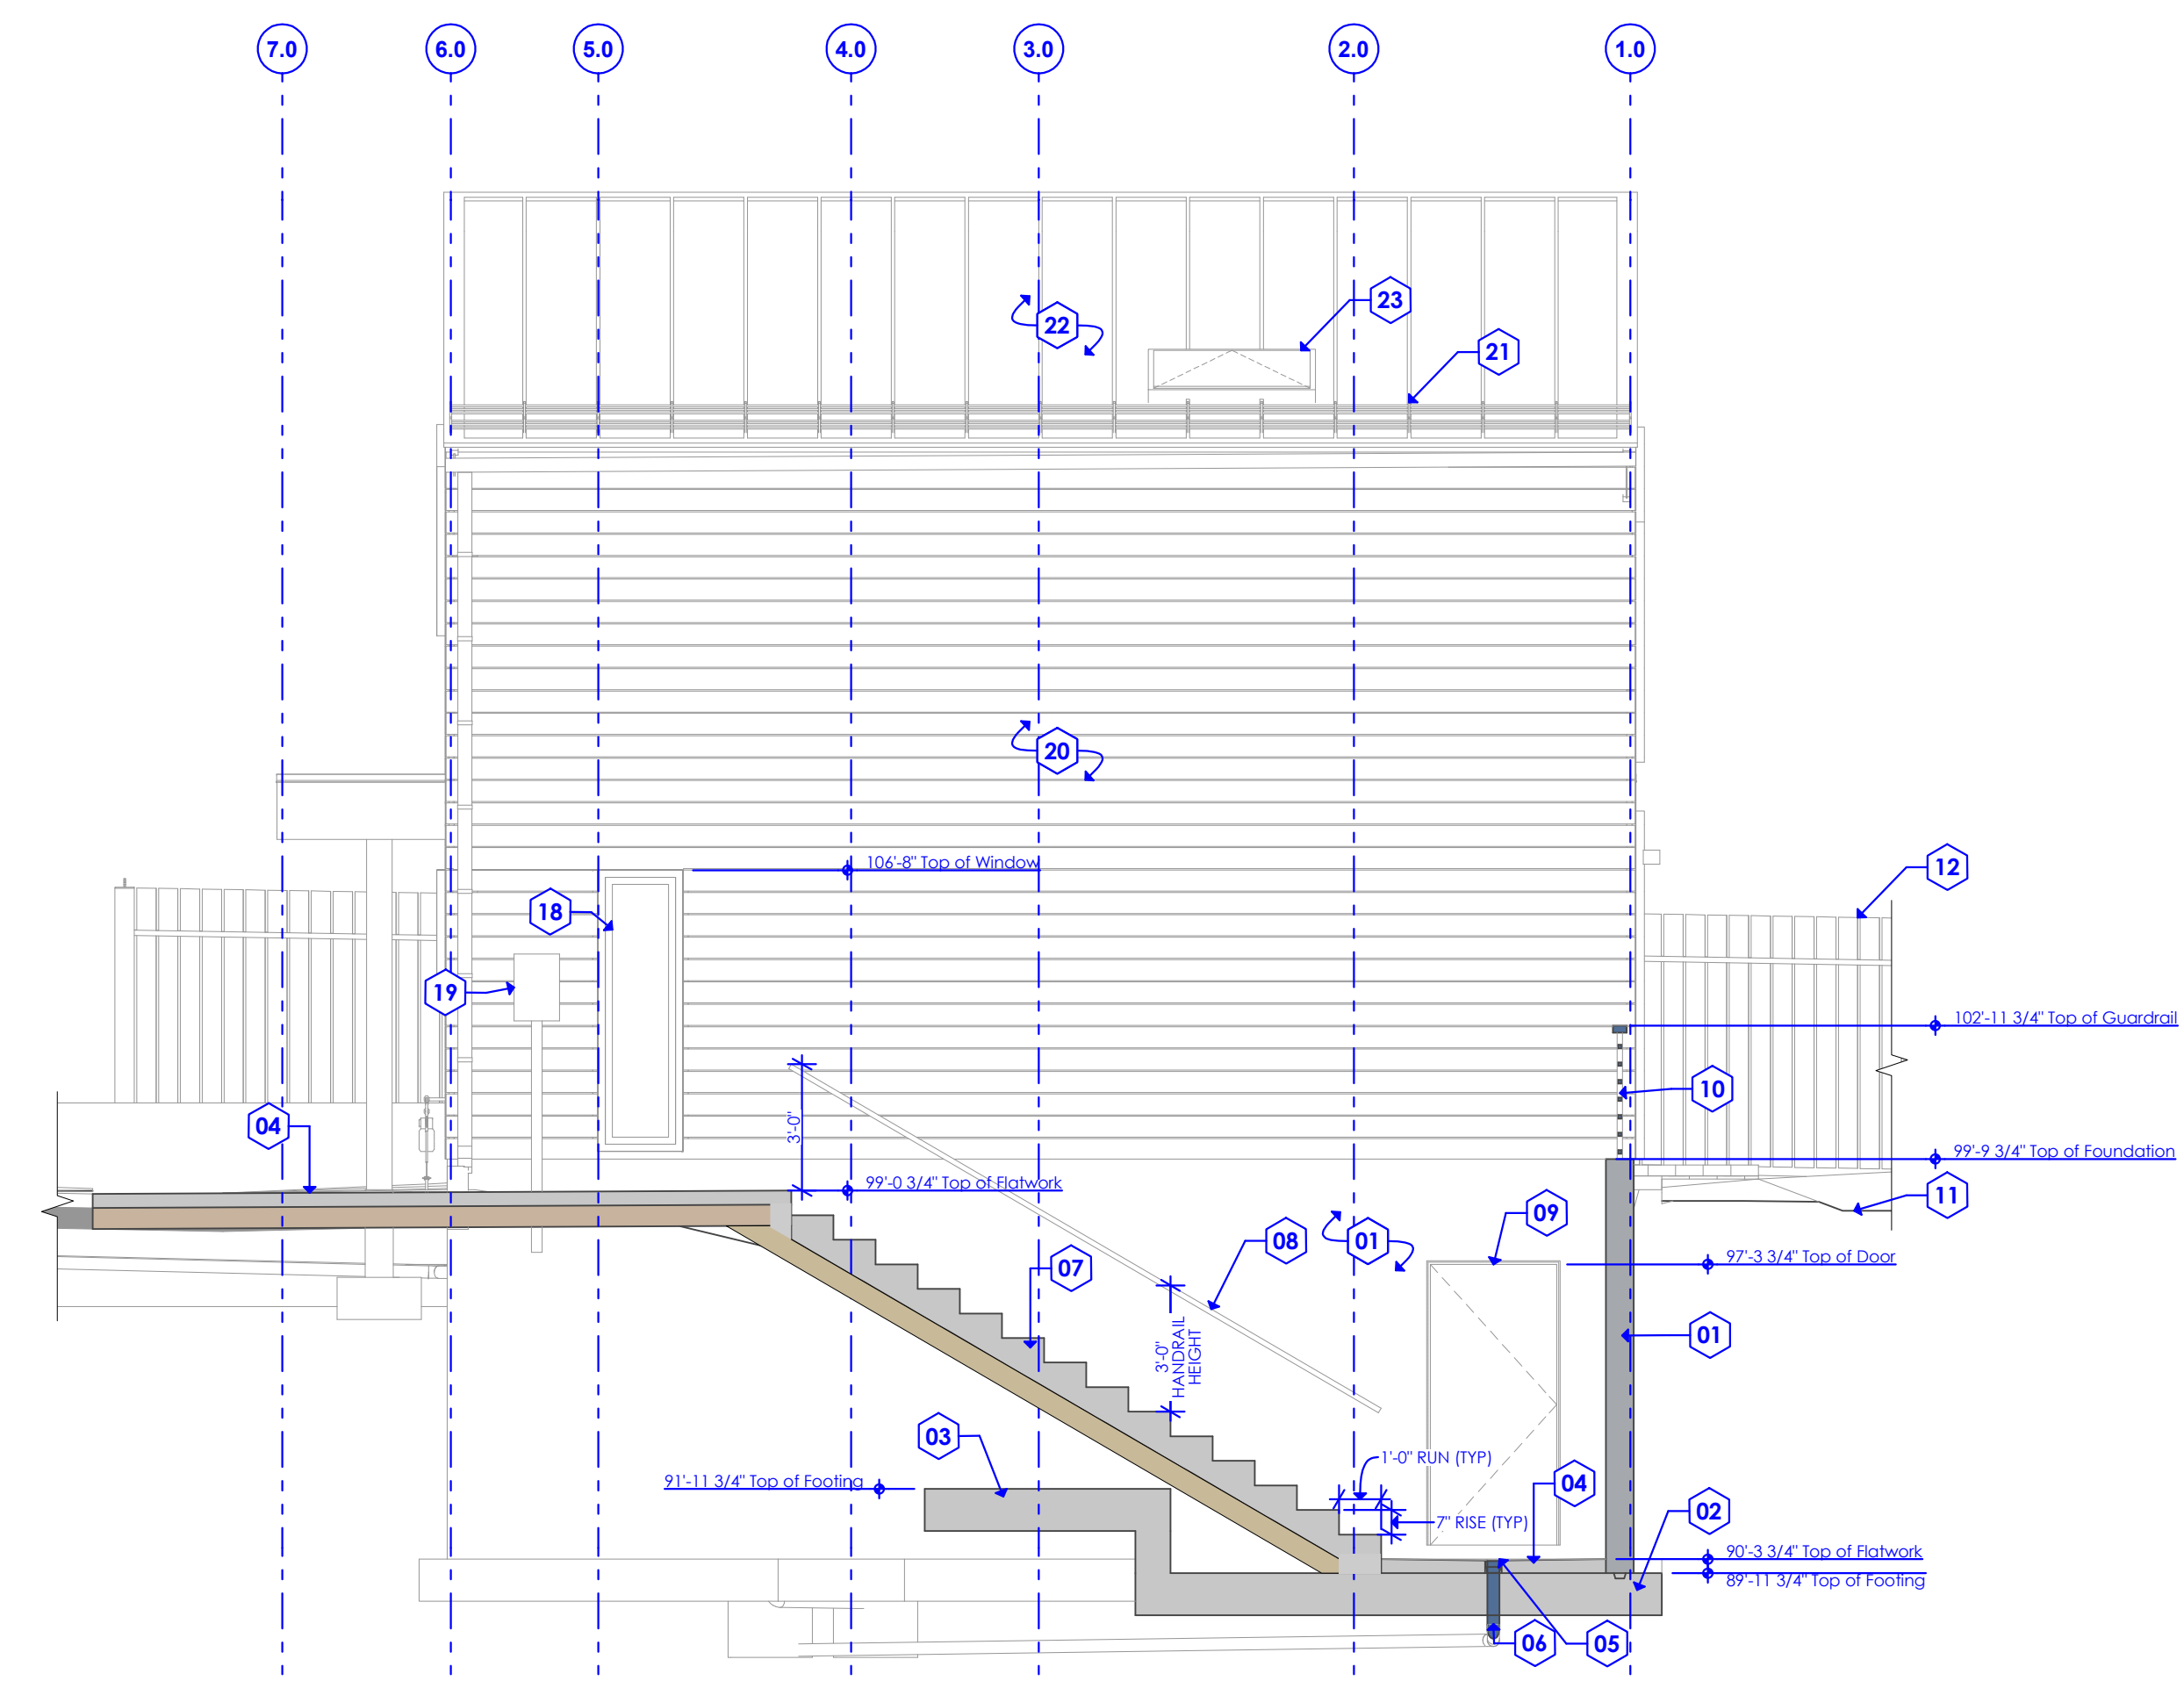 7.0 6.0 5.0 4.0 3.0 2.0 1.0
23
22
21
20
106'-8" Top of Window
12
18
19
102'-11 3/4" Top of Guardrail
10
04
3'-0"
99'-9 3/4" Top of Foundation
99'-0 3/4" Top of Flatwork
11
09
08
01
97'-3 3/4" Top of Door
07
01
3'-0"
HANDRAIL
HEIGHT
03
1'-0" RUN (TYP)
91'-11 3/4" Top of Footing
04
02
7" RISE (TYP)
90'-3 3/4" Top of Flatwork
89'-11 3/4" Top of Footing
06
05